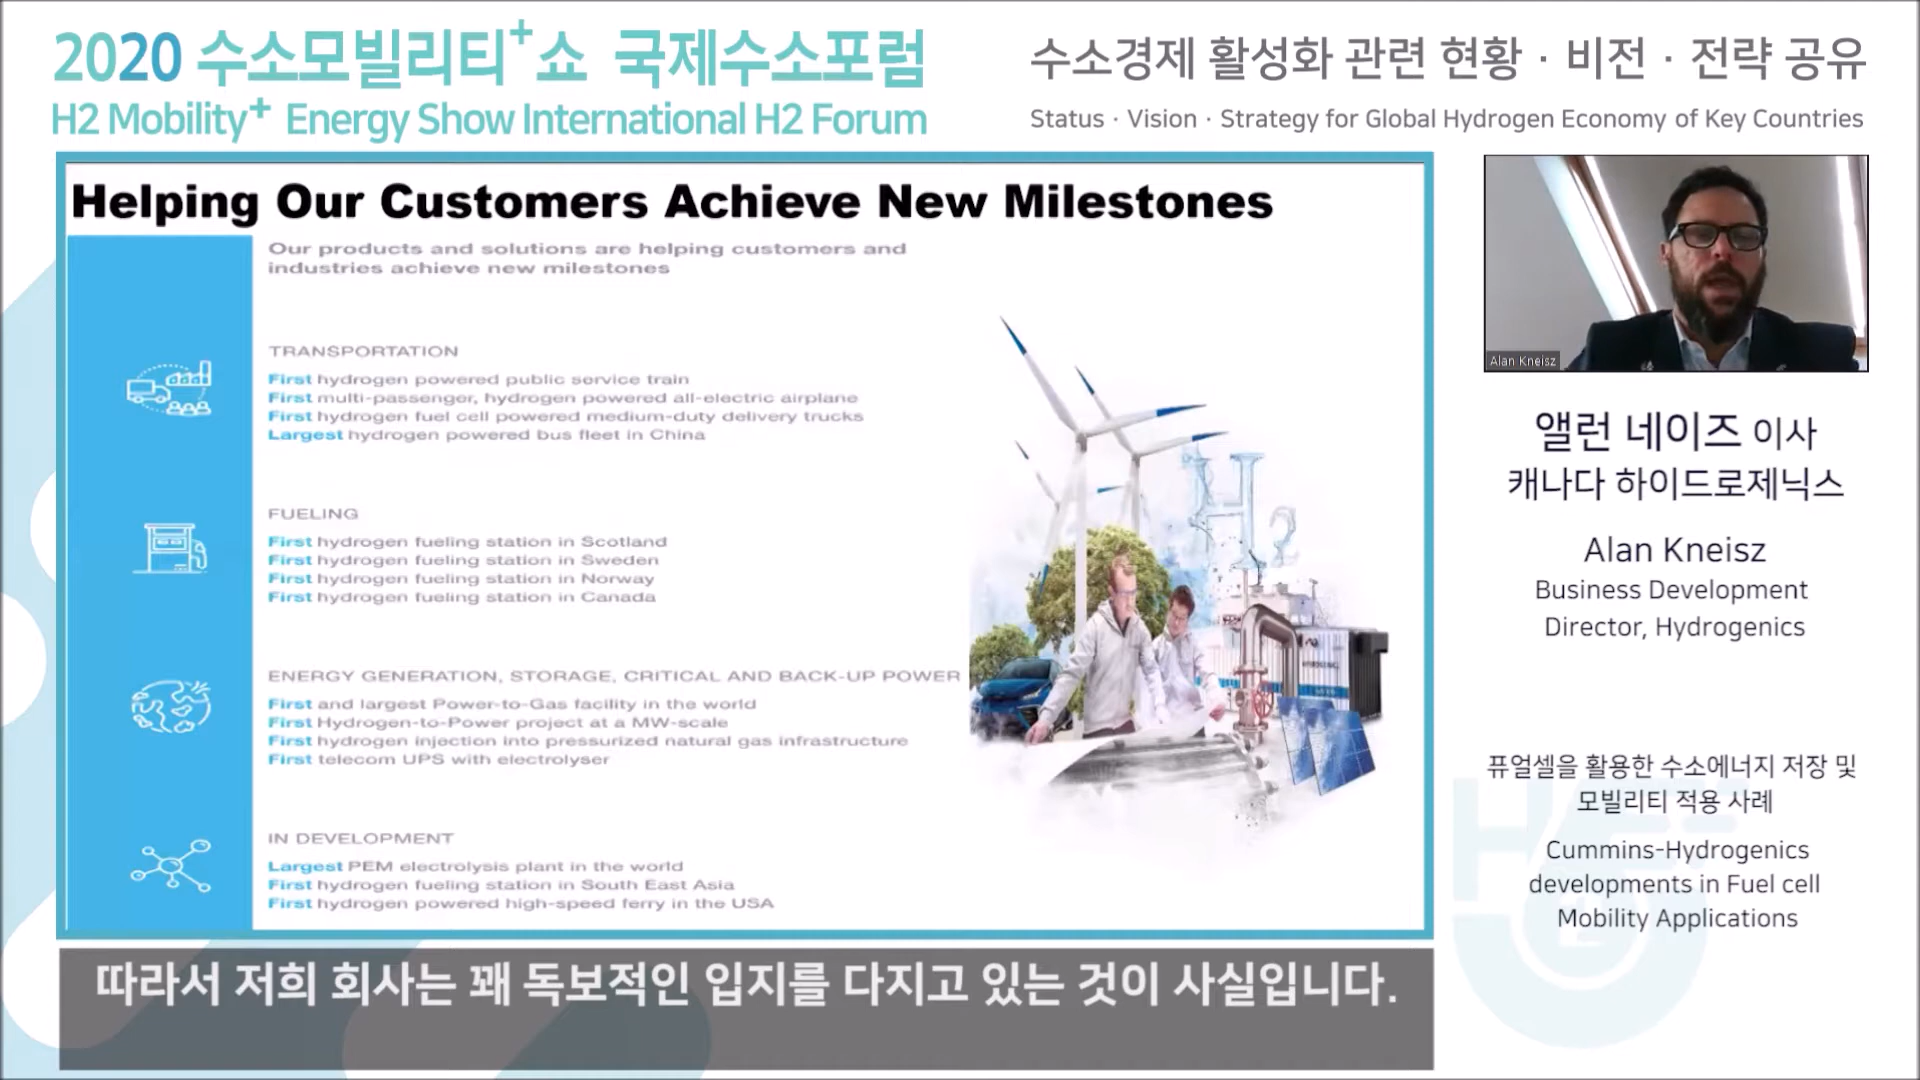 2020 수소모빌리티+쇼 국제수소포럼
H2 Mobility+ Energy Show International H2 Forum
수소경제 활성화 관련 현황 · 비전 · 전략 공유
Status · Vision · Strategy for Global Hydrogen Economy of Key Countries
Helping Our Customers Achieve New Milestones
Our products and solutions are helping customers and
industries achieve new milestones
TRANSPORTATION
First hydrogen powered public service train
First multi-passenger, hydrogen powered all-electric airplane
First hydrogen fuel cell powered medium-duty delivery trucks
Largest hydrogen powered bus fleet in China
FUELING
First hydrogen fueling station in Scotland
First hydrogen fueling station in Sweden
First hydrogen fueling station in Norway
First hydrogen fueling station in Canada
ENERGY GENERATION, STORAGE, CRITICAL AND BACK-UP POWER
First and largest Power-to-Gas facility in the world
First Hydrogen-to-Power project at a MW-scale
First hydrogen injection into pressurized natural gas infrastructure
First telecom UPS with electrolyser
IN DEVELOPMENT
Largest PEM electrolysis plant in the world
First hydrogen fueling station in South East Asia
First hydrogen powered high-speed ferry in the USA
H2
Alan Kneisz
앨런 네이즈 이사
캐나다 하이드로제닉스
Alan Kneisz
Business Development
Director, Hydrogenics
퓨얼셀을 활용한 수소에너지 저장 및
모빌리티 적용 사례
Cummins-Hydrogenics
developments in Fuel cell
Mobility Applications
따라서 저희 회사는 꽤 독보적인 입지를 다지고 있는 것이 사실입니다.